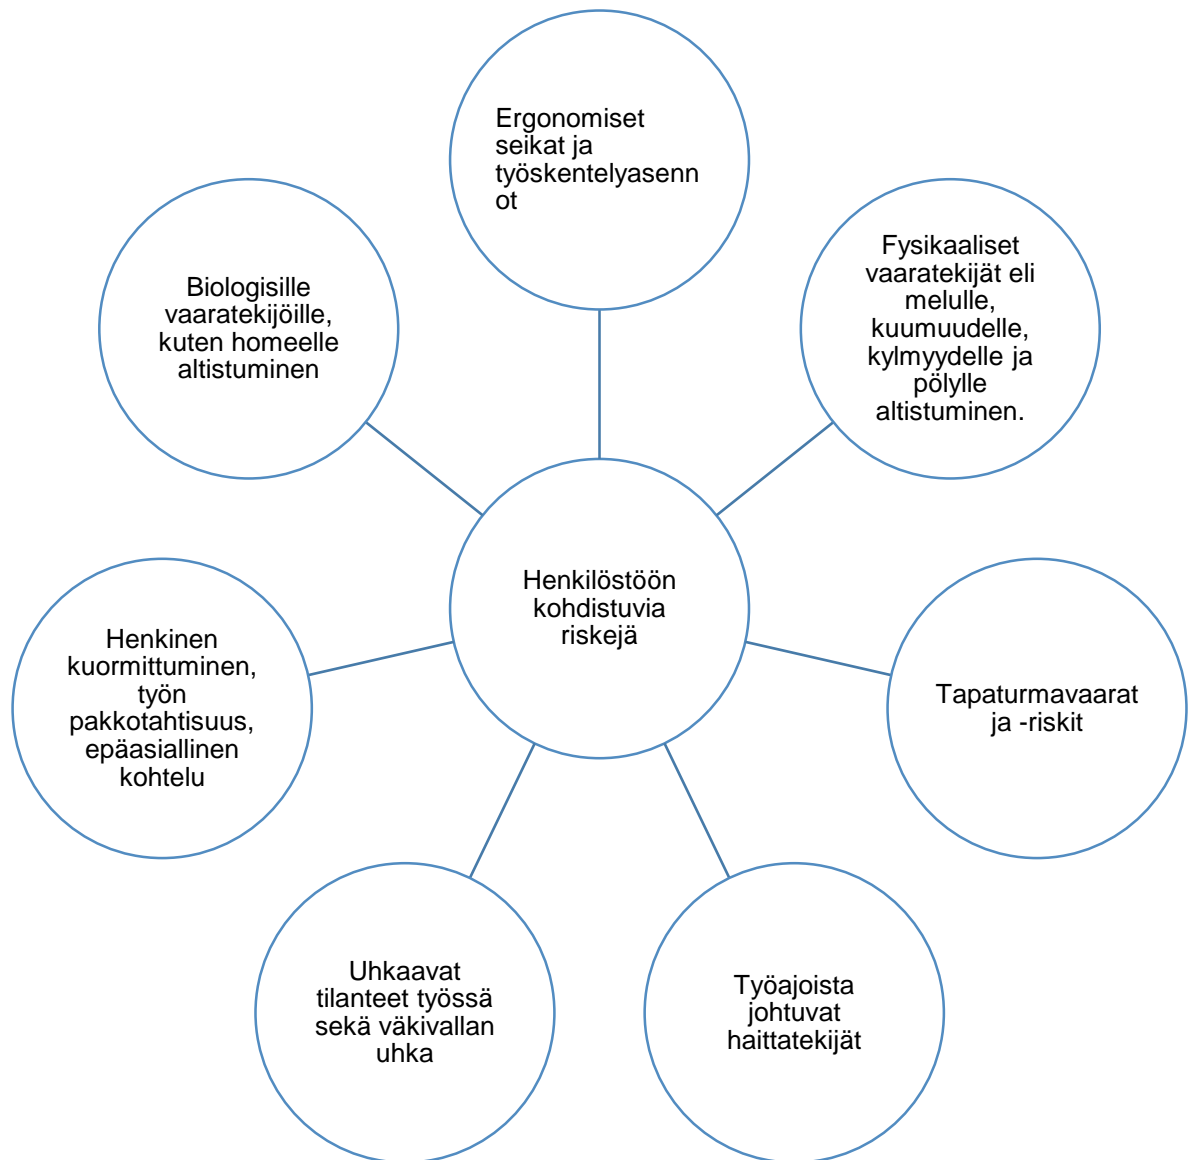 Ergonomiset
seikat ja
työskentelyasenn
ot
Fysikaaliset
vaaratekijät eli
melulle,
kuumuudelle,
kylmyydelle ja
pölylle
altistuminen.
Biologisille
vaaratekijöille,
kuten homeelle
altistuminen
Henkilöstöön
kohdistuvia
riskejä
Henkinen
kuormittuminen,
työn
pakkotahtisuus,
epäasiallinen
kohtelu
Tapaturmavaarat
ja -riskit
Uhkaavat
tilanteet työssä
sekä väkivallan
uhka
Työajoista
johtuvat
haittatekijät